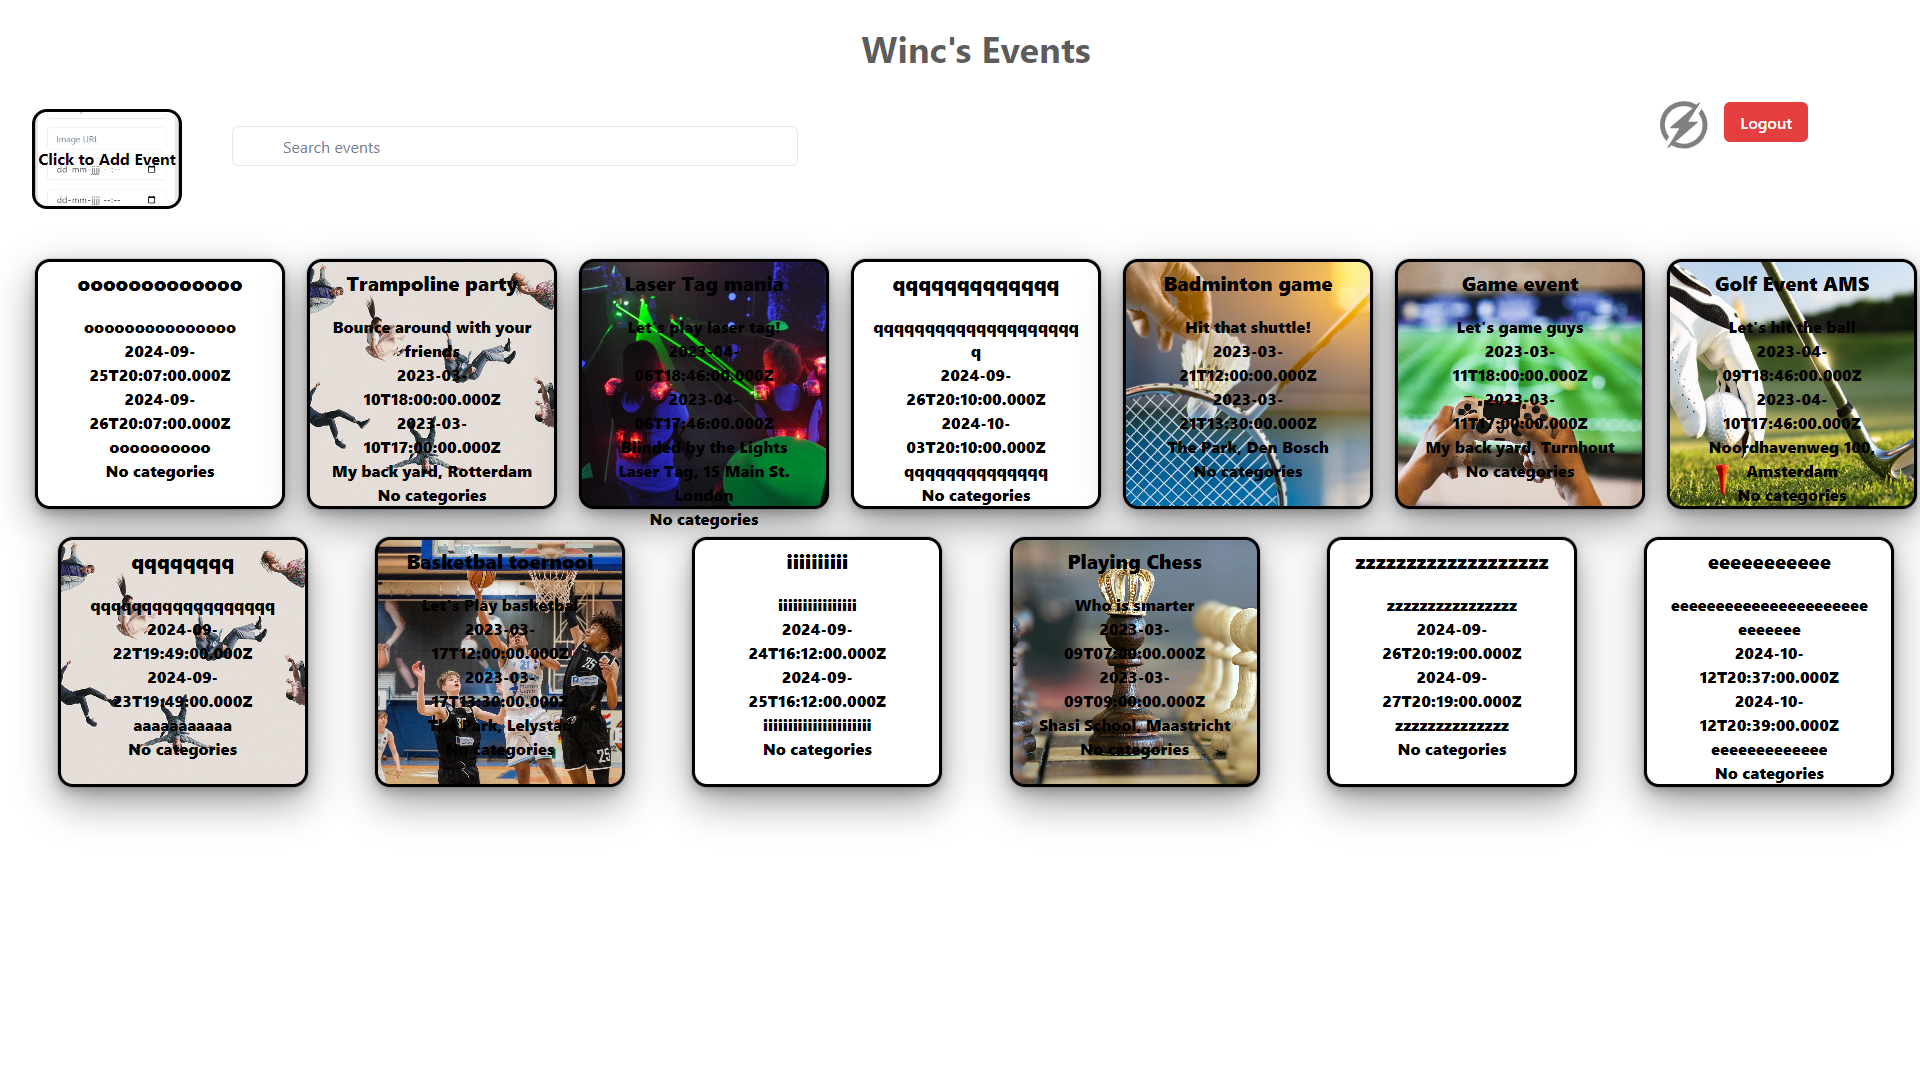 Winc's Events
Image URL
Click to Add Event
dd-mm-jjjj --:--
dd-mm-jjjj --:--
Search events
Logout
ooooooooooooo
ooooooooooooooo
2024-09-
25T20:07:00.000Z
2024-09-
26T20:07:00.000Z
oooooooooo
No categories
Trampoline party
Bounce around with your
friends
2023-03-
10T18:00:00.000Z
2023-03-
10T17:00:00.000Z
My back yard, Rotterdam
No categories
Laser Tag mania
Let's play laser tag!
2023-04-
06T18:46:00.000Z
2023-04-
06T17:46:00.000Z
Blinded by the Lights
Laser Tag, 15 Main St.
London
No categories
qqqqqqqqqqqqq
qqqqqqqqqqqqqqqqqqqq
q
2024-09-
26T20:10:00.000Z
2024-10-
03T20:10:00.000Z
qqqqqqqqqqqqqq
No categories
Badminton game
Hit that shuttle!
2023-03-
21T12:00:00.000Z
2023-03-
21T13:30:00.000Z
The Park, Den Bosch
No categories
Game event
Let's game guys
2023-03-
11T18:00:00.000Z
2023-03-
11T17:00:00.000Z
My back yard, Turnhout
No categories
Golf Event AMS
Let's hit the ball
2023-04-
09T18:46:00.000Z
2023-04-
10T17:46:00.000Z
Noordhavenweg 100,
Amsterdam
No categories
qqqqqqqq
qqqqqqqqqqqqqqqqqq
2024-09-
22T19:49:00.000Z
2024-09-
23T19:49:00.000Z
aaaaaaaaaaa
No categories
Basketbal toernooi
Let's Play basketbal
2023-03-
17T12:00:00.000Z
2023-03-
17T13:30:00.000Z
The Park, Lelystad
No categories
iiiiiiiiii
iiiiiiiiiiiiiiii
2024-09-
24T16:12:00.000Z
2024-09-
25T16:12:00.000Z
iiiiiiiiiiiiiiiiiiiiii
No categories
Playing Chess
Who is smarter
2023-03-
09T07:00:00.000Z
2023-03-
09T09:00:00.000Z
Shasi School, Maastricht
No categories
zzzzzzzzzzzzzzzzzzz
zzzzzzzzzzzzzzzz
2024-09-
26T20:19:00.000Z
2024-09-
27T20:19:00.000Z
zzzzzzzzzzzzzz
No categories
eeeeeeeeeee
eeeeeeeeeeeeeeeeeeeeee
eeeeeee
2024-10-
12T20:37:00.000Z
2024-10-
12T20:39:00.000Z
eeeeeeeeeeeee
No categories